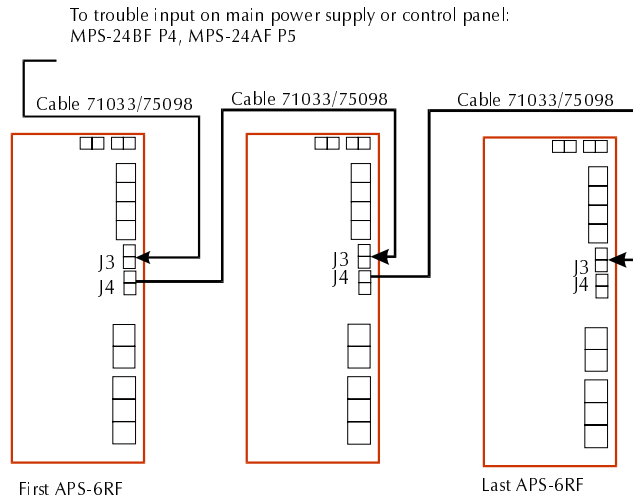 To trouble input on main power supply or control panel:
MPS-24BF P4, MPS-24AF P5
Cable 71033/75098
Cable 71033/75098
Cable 71033/75098
J3
J4
J3
J4
J3
J4
First APS-6RF
Last APS-6RF